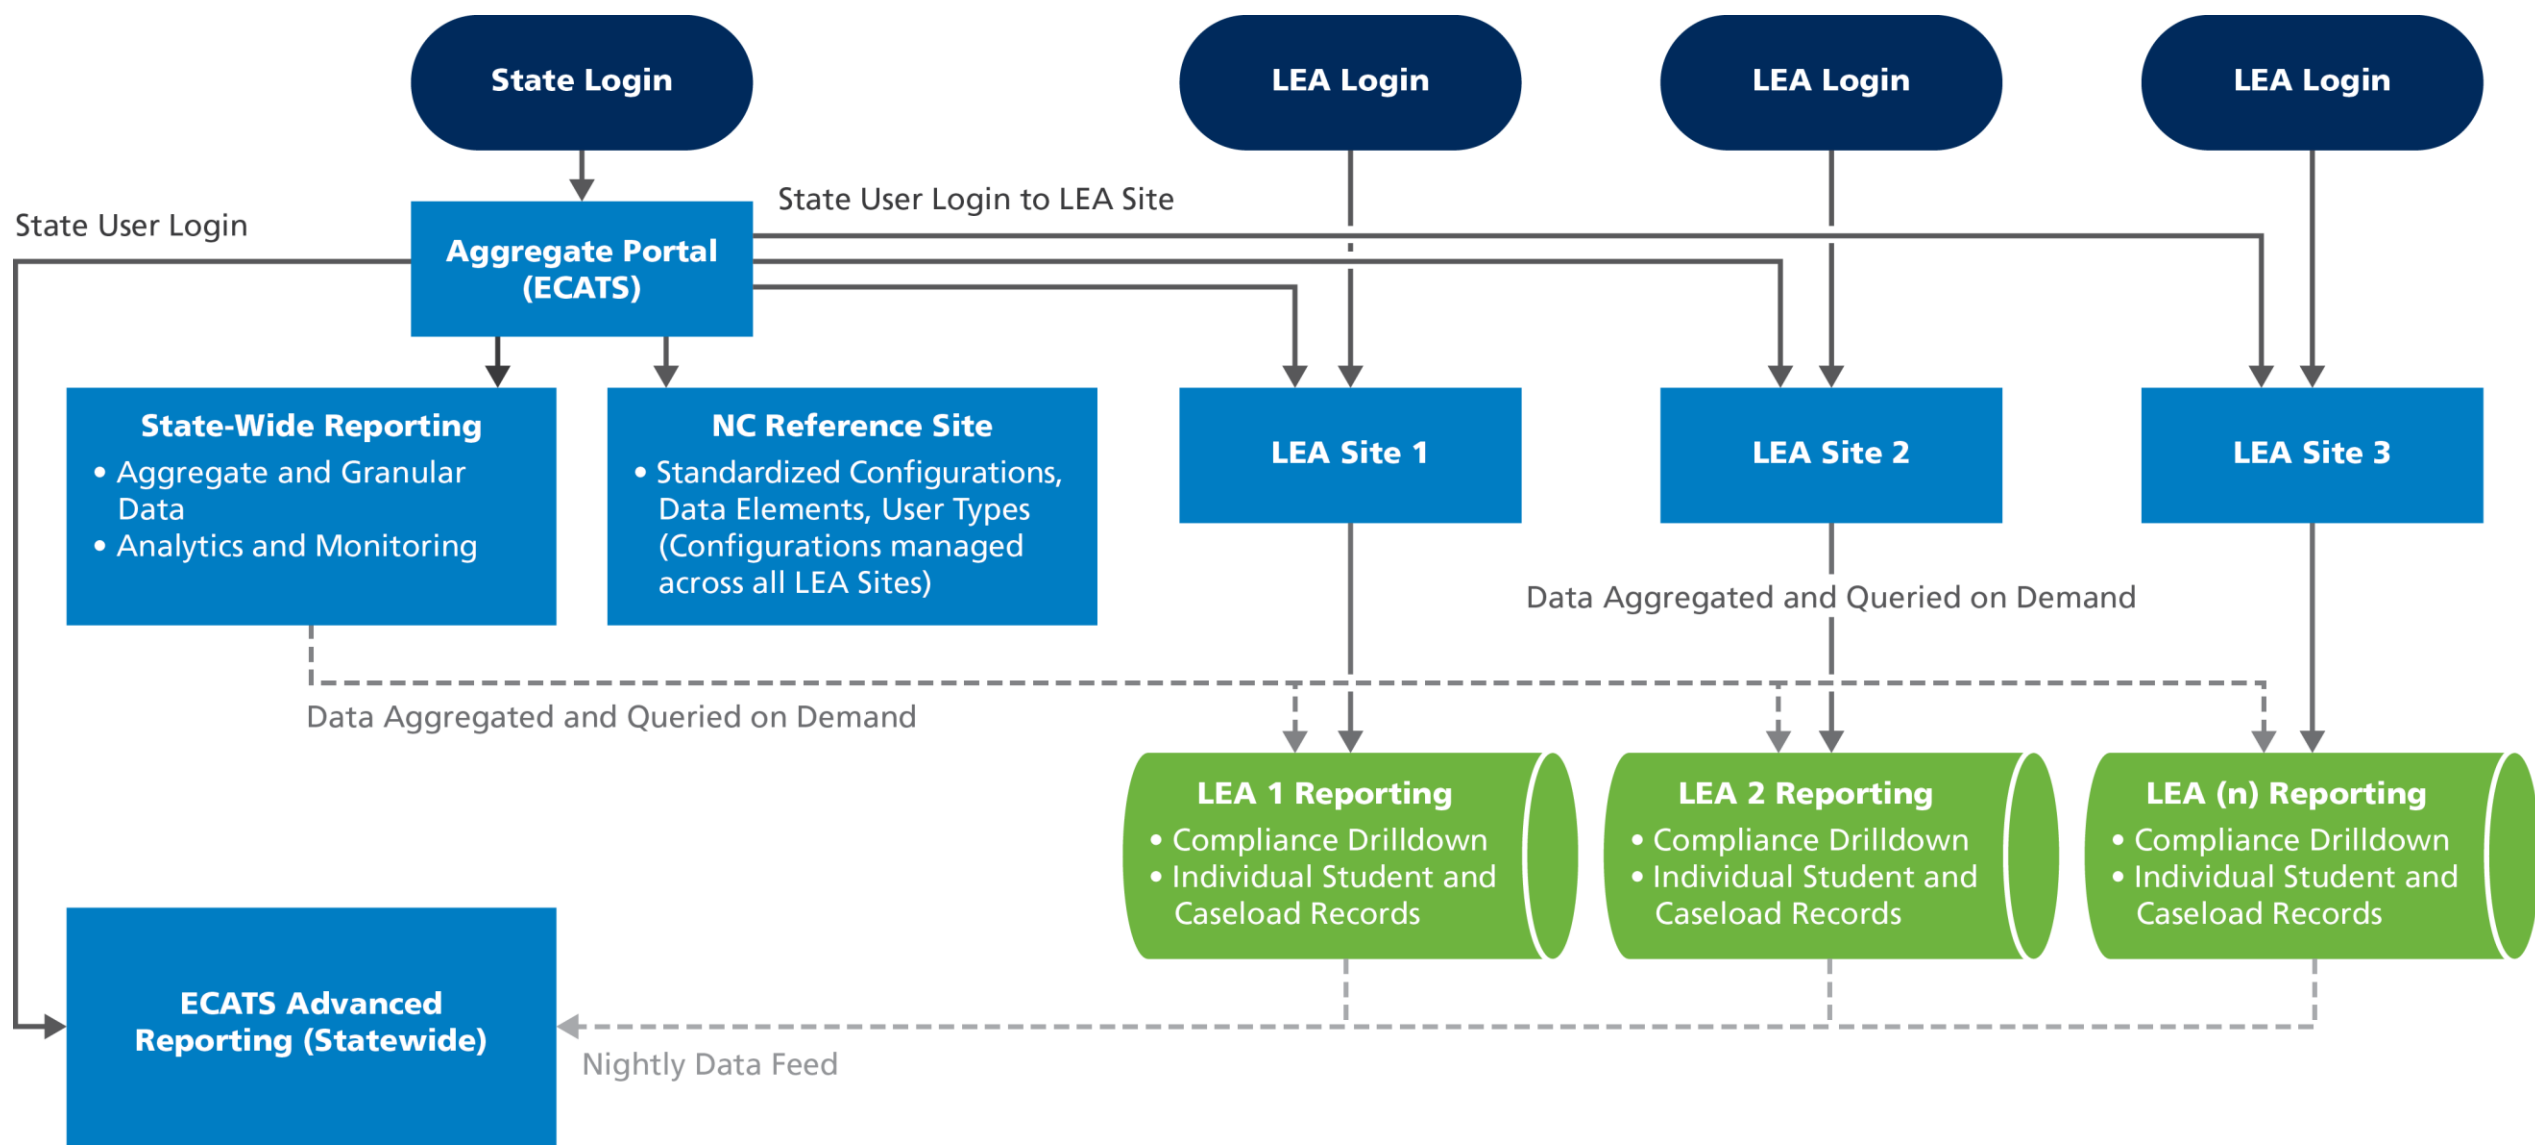 State Login
LEA Login
LEA Login
LEA Login
State User Login to LEA Site
State User Login
Aggregate Portal
(ECATS)
State-Wide Reporting
• Aggregate and Granular
Data
• Analytics and Monitoring
NC Reference Site
• Standardized Configurations,
Data Elements, User Types
(Configurations managed
across all LEA Sites)
LEA Site 1
LEA Site 2
LEA Site 3
Data Aggregated and Queried on Demand
Data Aggregated and Queried on Demand
LEA 1 Reporting
• Compliance Drilldown
• Individual Student and
Caseload Records
LEA 2 Reporting
• Compliance Drilldown
• Individual Student and
Caseload Records
LEA (n) Reporting
• Compliance Drilldown
• Individual Student and
Caseload Records
ECATS Advanced
Reporting (Statewide)
Nightly Data Feed